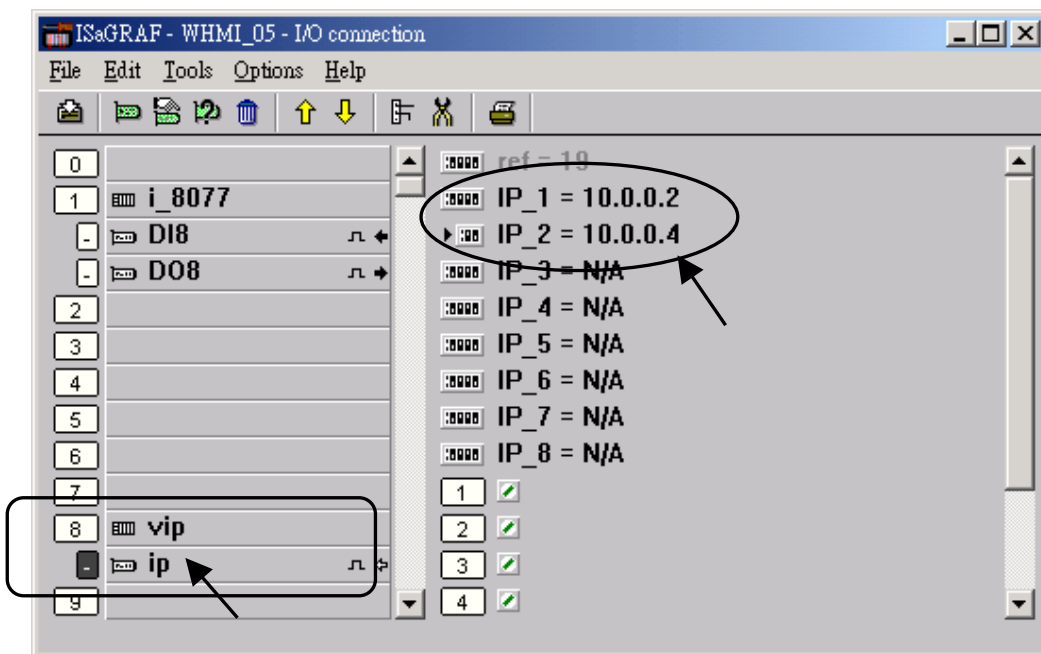 ISaGRAF - WHMI_05 - I/O connection
File Edit Tools Options Help
0
1 i_8077
- DI8
- DO8
2
3
4
5
6
7
8 vip
- ip
9
ref = 19
IP_1 = 10.0.0.2
IP_2 = 10.0.0.4
IP_3 = N/A
IP_4 = N/A
IP_5 = N/A
IP_6 = N/A
IP_7 = N/A
IP_8 = N/A
1
2
3
4